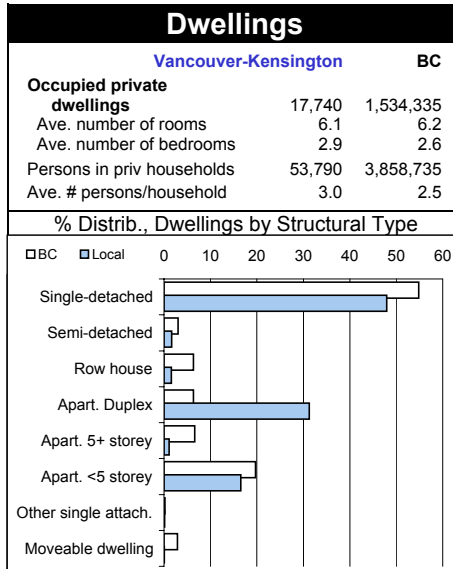 Dwellings
Vancouver-Kensington BC
Occupied private
dwellings 17,740 1,534,335
Ave. number of rooms 6.1 6.2
Ave. number of bedrooms 2.9 2.6
Persons in priv households 53,790 3,858,735
Ave. # persons/household 3.0 2.5
% Distrib., Dwellings by Structural Type
BC Local 0 10 20 30 40 50 60
Single-detached
Semi-detached
Row house
Apart. Duplex
Apart. 5+ storey
Apart. <5 storey
Other single attach.
Moveable dwelling